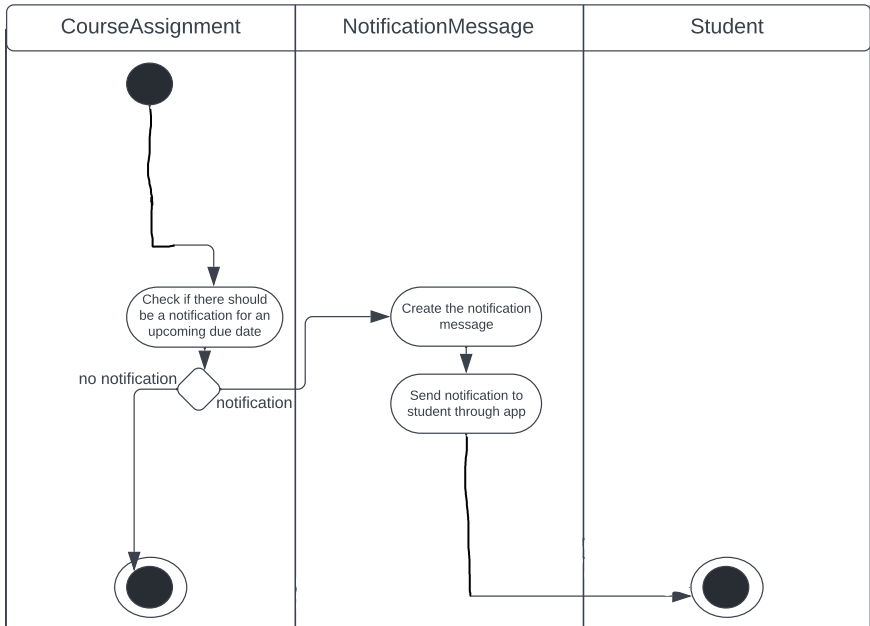 CourseAssignment
NotificationMessage
Student
Check if there should
be a notification for an
upcoming due date
Create the notification
message
no notification
notification
Send notification to
student through app